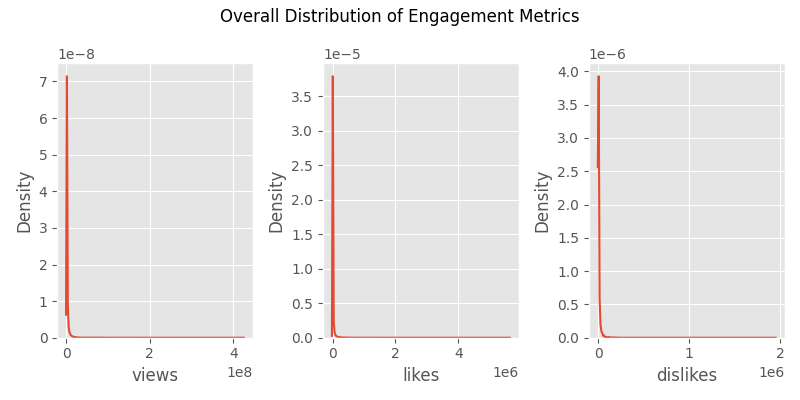 Overall Distribution of Engagement Metrics
1e−8
7
6
5
4
3
2
1
0
Density
0
2
4
1e8
views
1e−5
3.5
3.0
2.5
2.0
1.5
1.0
0.5
0.0
Density
0
2
4
1e6
likes
1e−6
4.0
3.5
3.0
2.5
2.0
1.5
1.0
0.5
0.0
Density
0
1
2
1e6
dislikes